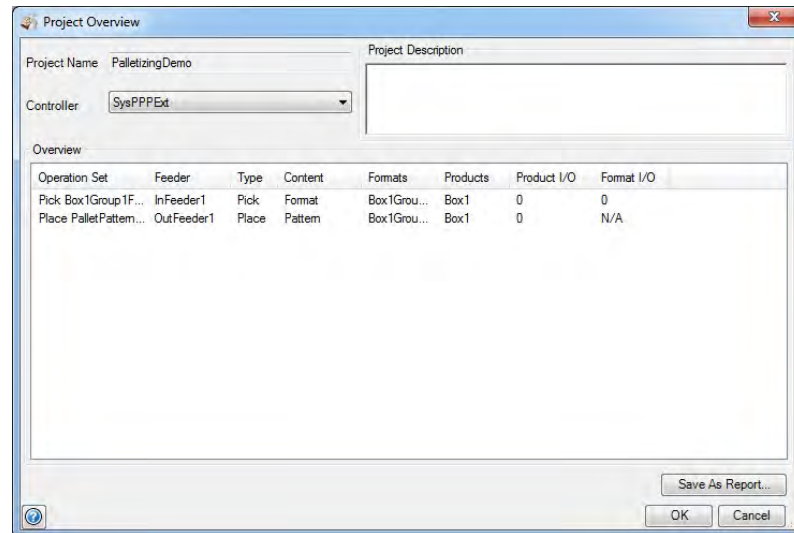 Project Overview
Project Name PalletizingDemo
Project Description
Controller SysPPPExt
Overview
Operation Set Feeder Type Content Formats Products Product I/O Format I/O
Pick Box1Group1F... InFeeder1 Pick Format Box1Grou... Box1 0 0
Place PalletPattern... OutFeeder1 Place Pattern Box1Grou... Box1 0 N/A
Save As Report...
OK Cancel